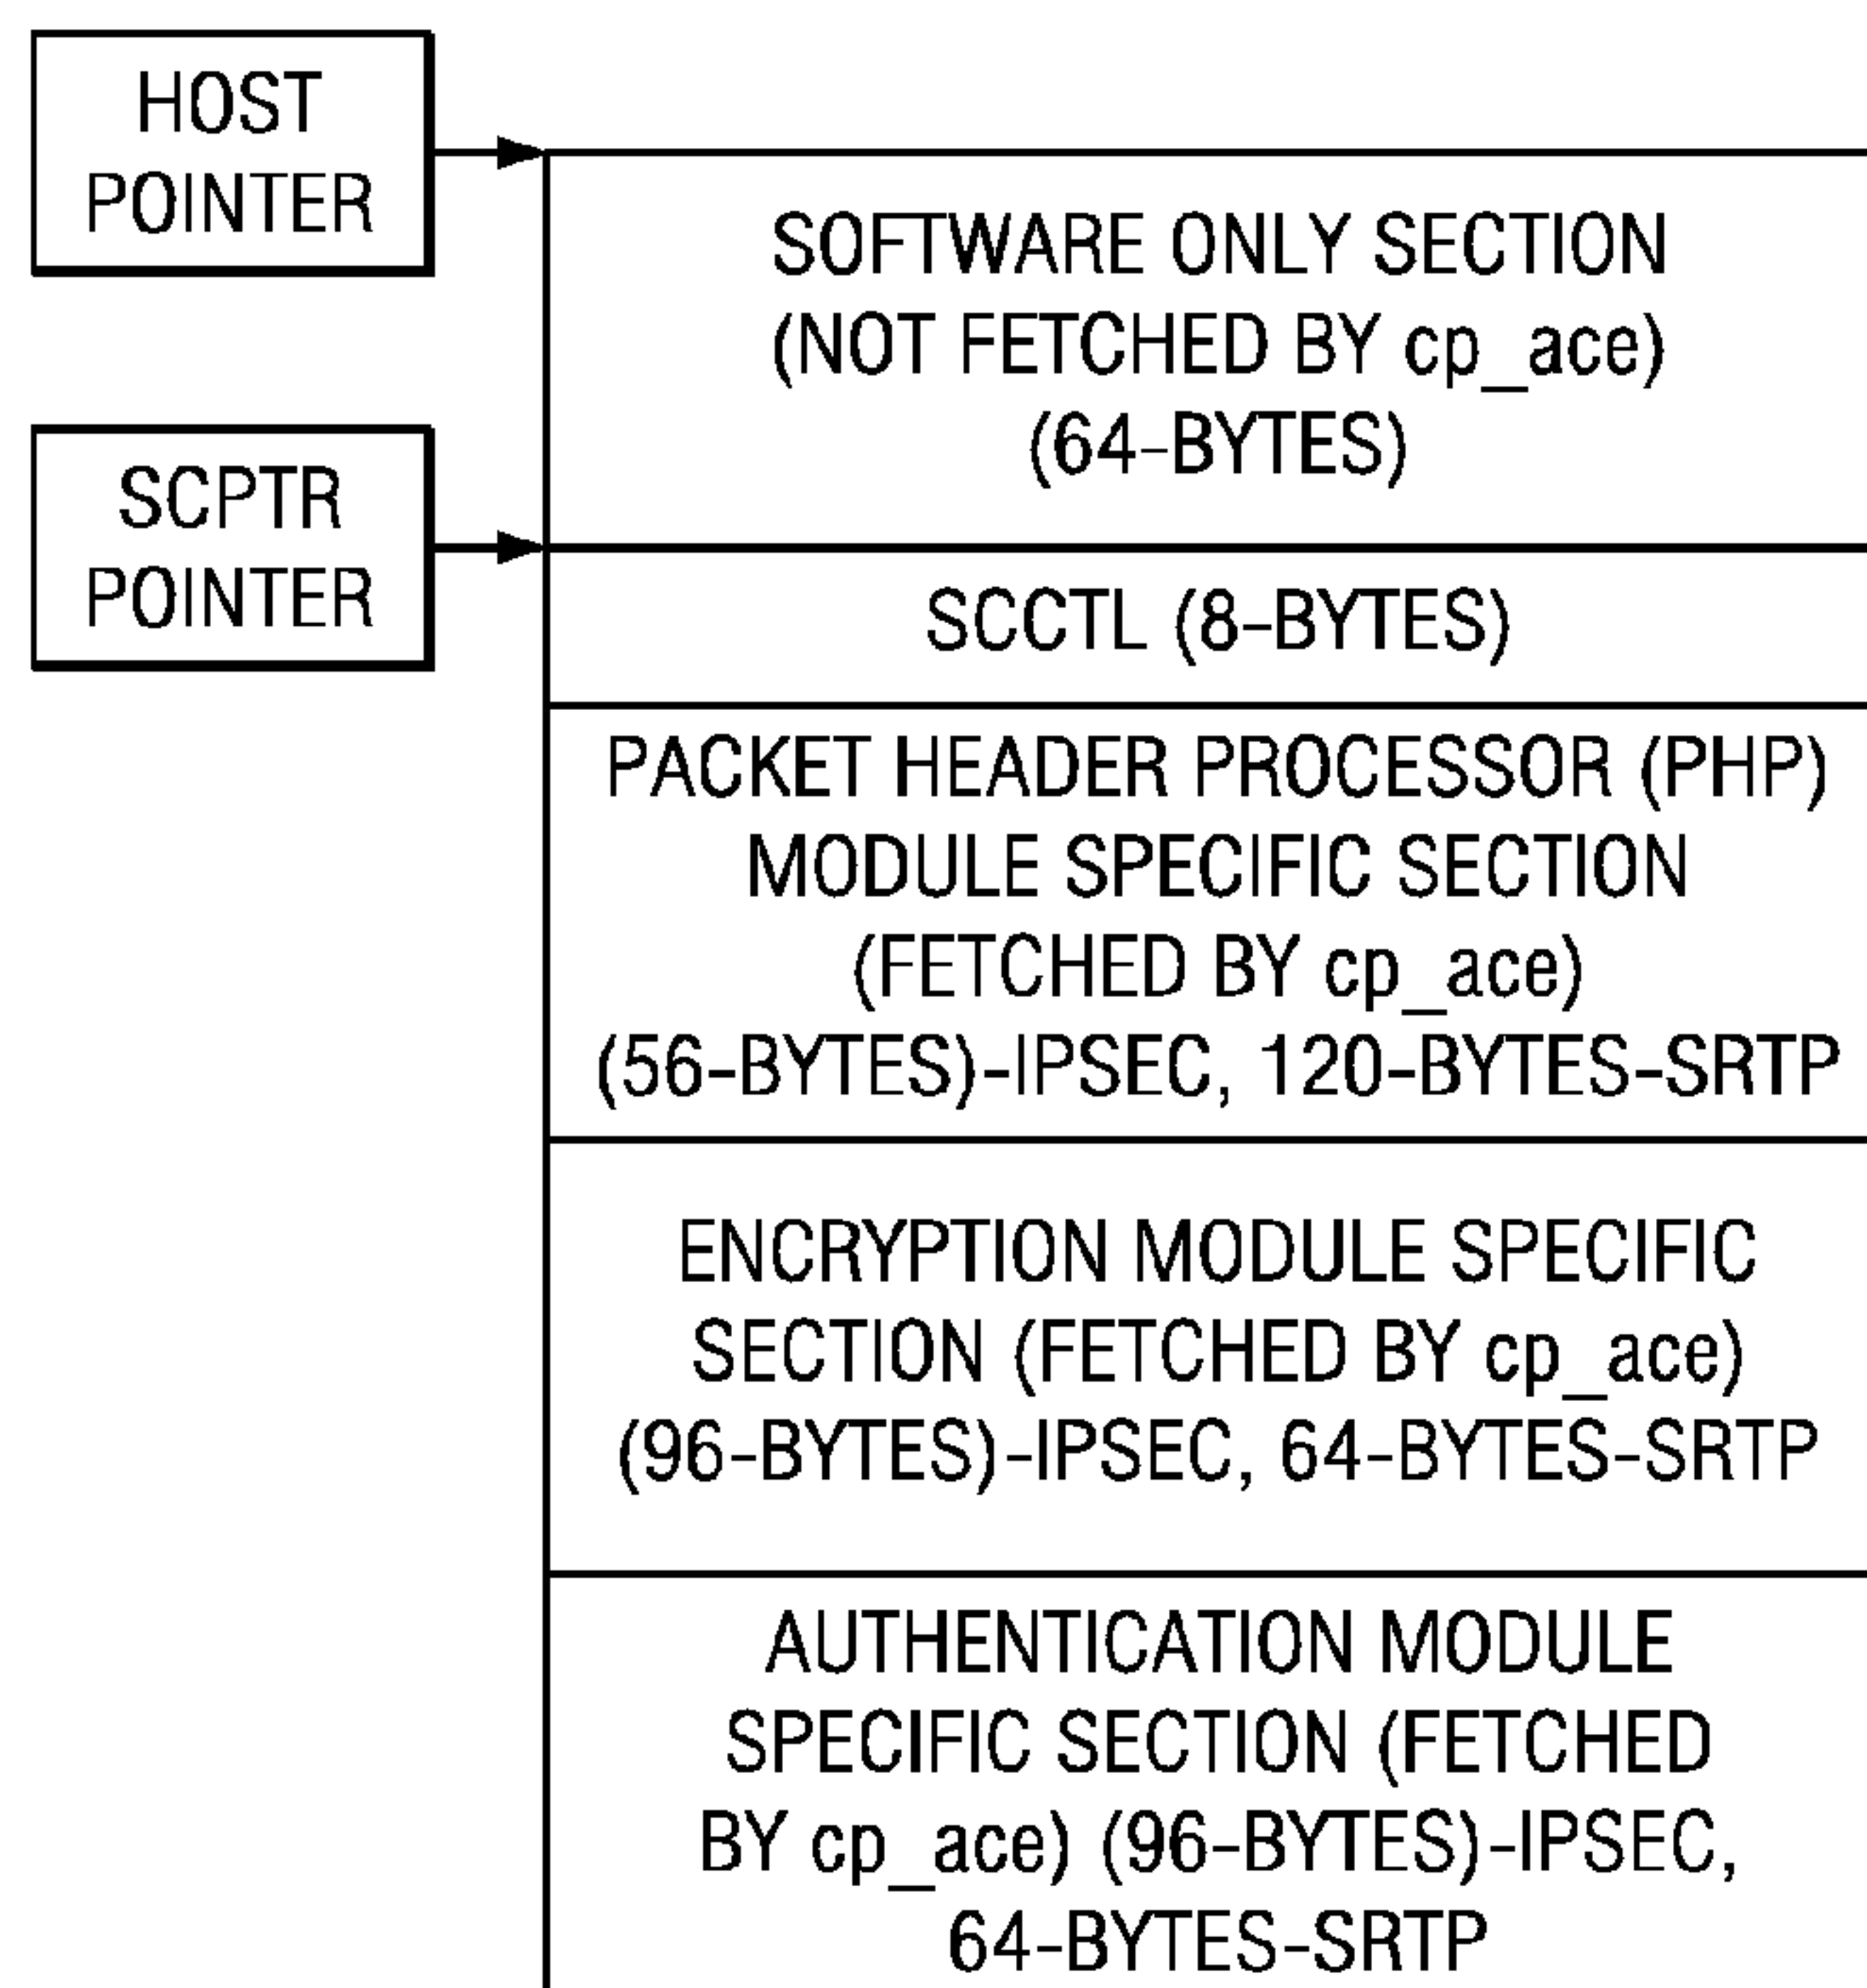 HOST
POINTER
SOFTWARE ONLY SECTION
(NOT FETCHED BY cp_ace)
(64-BYTES)
SCPTR
POINTER
SCCTL (8-BYTES)
PACKET HEADER PROCESSOR (PHP)
MODULE SPECIFIC SECTION
(FETCHED BY cp_ace)
(56-BYTES)-IPSEC, 120-BYTES-SRTP
ENCRYPTION MODULE SPECIFIC
SECTION (FETCHED BY cp_ace)
(96-BYTES)-IPSEC, 64-BYTES-SRTP
AUTHENTICATION MODULE
SPECIFIC SECTION (FETCHED
BY cp_ace) (96-BYTES)-IPSEC,
64-BYTES-SRTP